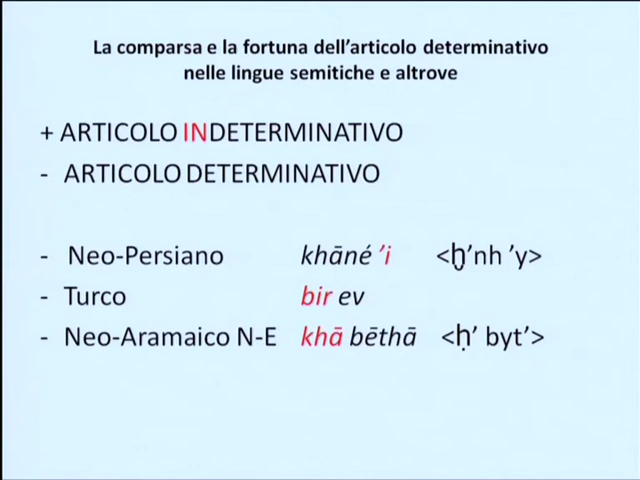 La comparsa e la fortuna dell’articolo determinativo
nelle lingue semitiche e altrove
+ ARTICOLO INDETERMINATIVO
- ARTICOLO DETERMINATIVO
- Neo-Persiano khāné ’i <ḫ’nh ’y>
- Turco bir ev
- Neo-Aramaico N-E khā bēthā <ḥ’ byt’>